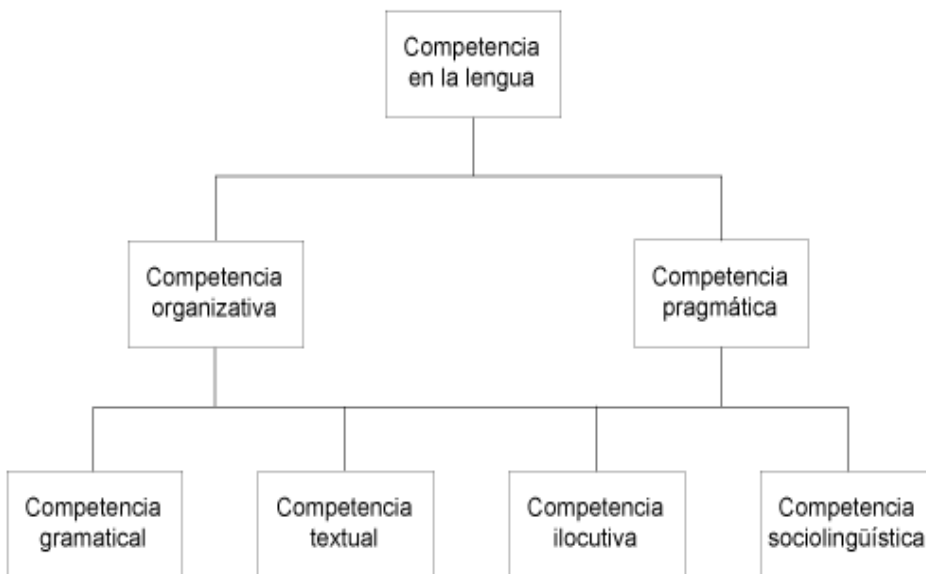 Competencia
en la lengua
Competencia
organizativa
Competencia
pragmática
Competencia
gramatical
Competencia
textual
Competencia
ilocutiva
Competencia
sociolingüística